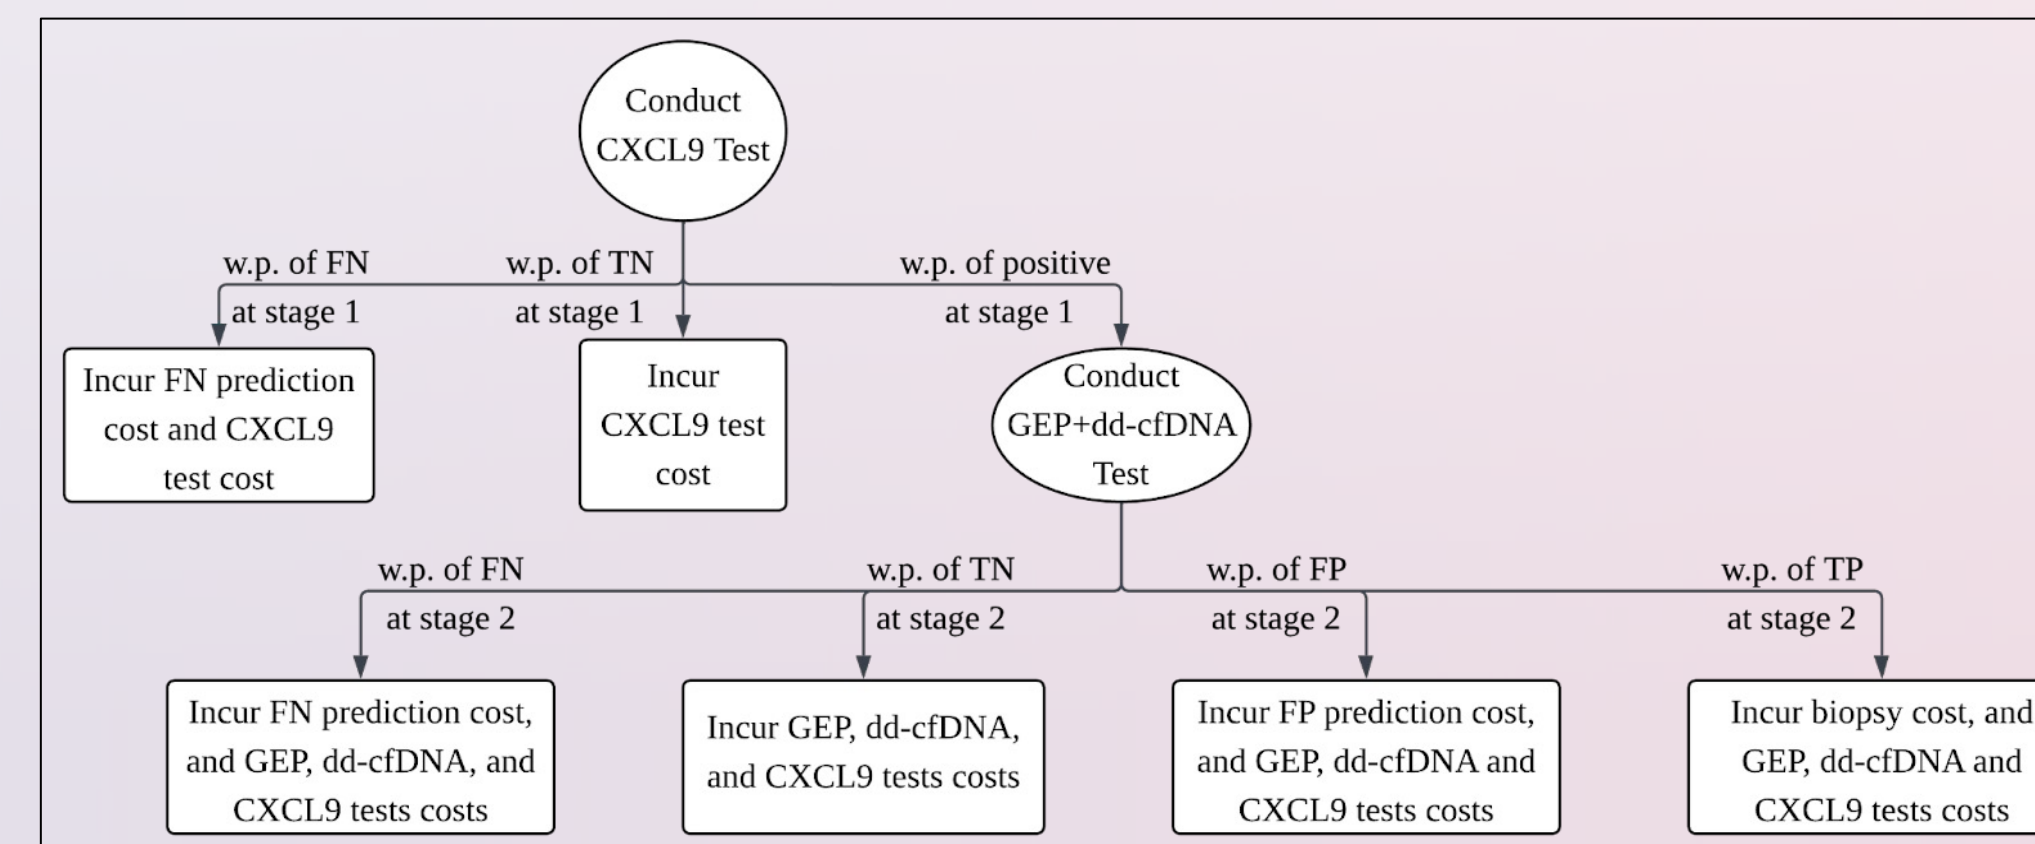 Conduct
CXCL9 Test
w.p. of FN
at stage 1
w.p. of TN
at stage 1
w.p. of positive
at stage 1
Incur FN prediction
cost and CXCL9
test cost
Incur
CXCL9 test
cost
Conduct
GEP+dd-cfDNA
Test
w.p. of FN
at stage 2
w.p. of TN
at stage 2
w.p. of FP
at stage 2
w.p. of TP
at stage 2
Incur FN prediction cost,
and GEP, dd-cfDNA, and
CXCL9 tests costs
Incur GEP, dd-cfDNA,
and CXCL9 tests costs
Incur FP prediction cost,
and GEP, dd-cfDNA and
CXCL9 tests costs
Incur biopsy cost, and
GEP, dd-cfDNA and
CXCL9 tests costs